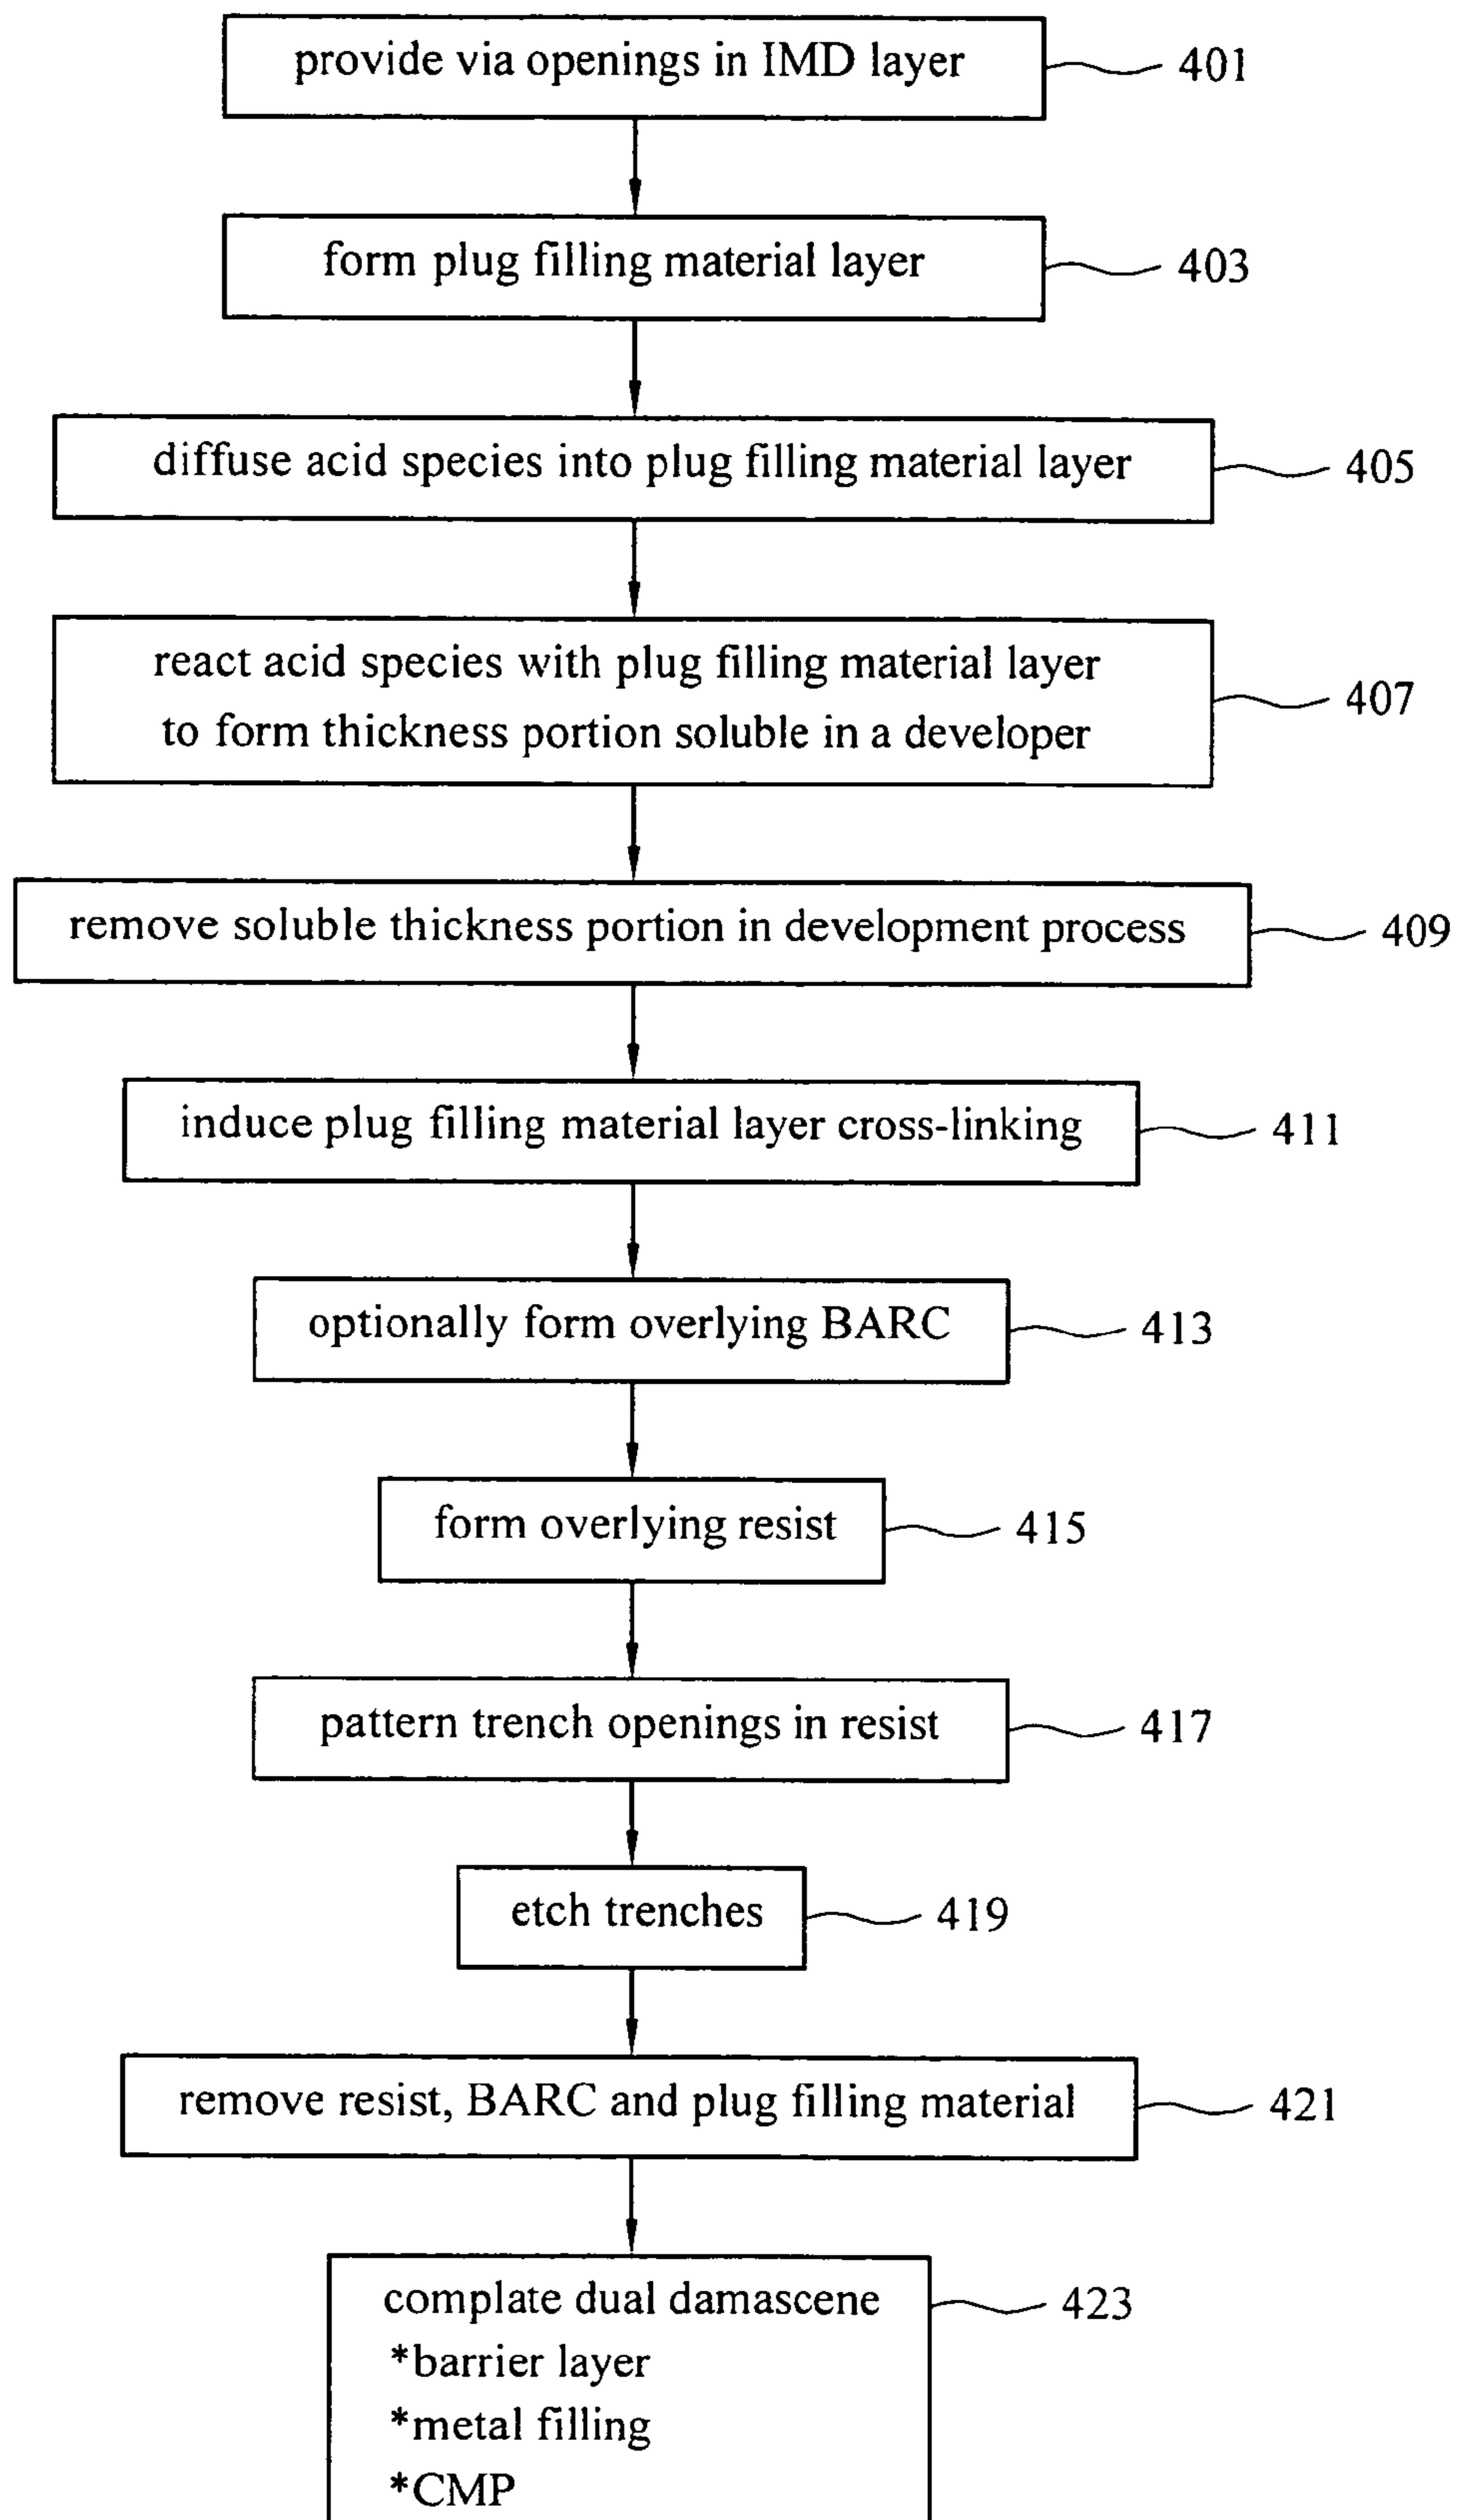 provide via openings in IMD layer 401
form plug filling material layer 403
diffuse acid species into plug filling material layer 405
react acid species with plug filling material layer
to form thickness portion soluble in a developer 407
remove soluble thickness portion in development process 409
induce plug filling material layer cross-linking 411
optionally form overlying BARC 413
form overlying resist 415
pattern trench openings in resist 417
etch trenches 419
remove resist, BARC and plug filling material 421
complate dual damascene 423
*barrier layer
*metal filling
*CMP